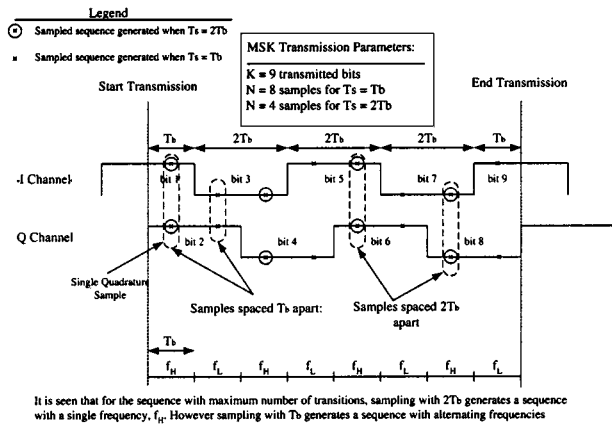 Legend
Sampled sequence generated when Ts = 2Tb
Sampled sequence generated when Ts = Tb
MSK Transmission Parameters:
K = 9 transmitted bits
N = 8 samples for Ts = Tb
N = 4 samples for Ts = 2Tb
Start Transmission
End Transmission
Tb 2Tb 2Tb 2Tb Tb
-I Channel
bit 1 bit 3 bit 5 bit 7 bit 9
Q Channel
bit 2 bit 4 bit 6 bit 8
Single Quadrature
Sample
Samples spaced Tb apart:
Samples spaced 2Tb
apart
Tb
fH fL fH fL fH fL fH fL
It is seen that for the sequence with maximum number of transitions, sampling with 2Tb generates a sequence
with a single frequency, fH. However sampling with Tb generates a sequence with alternating frequencies